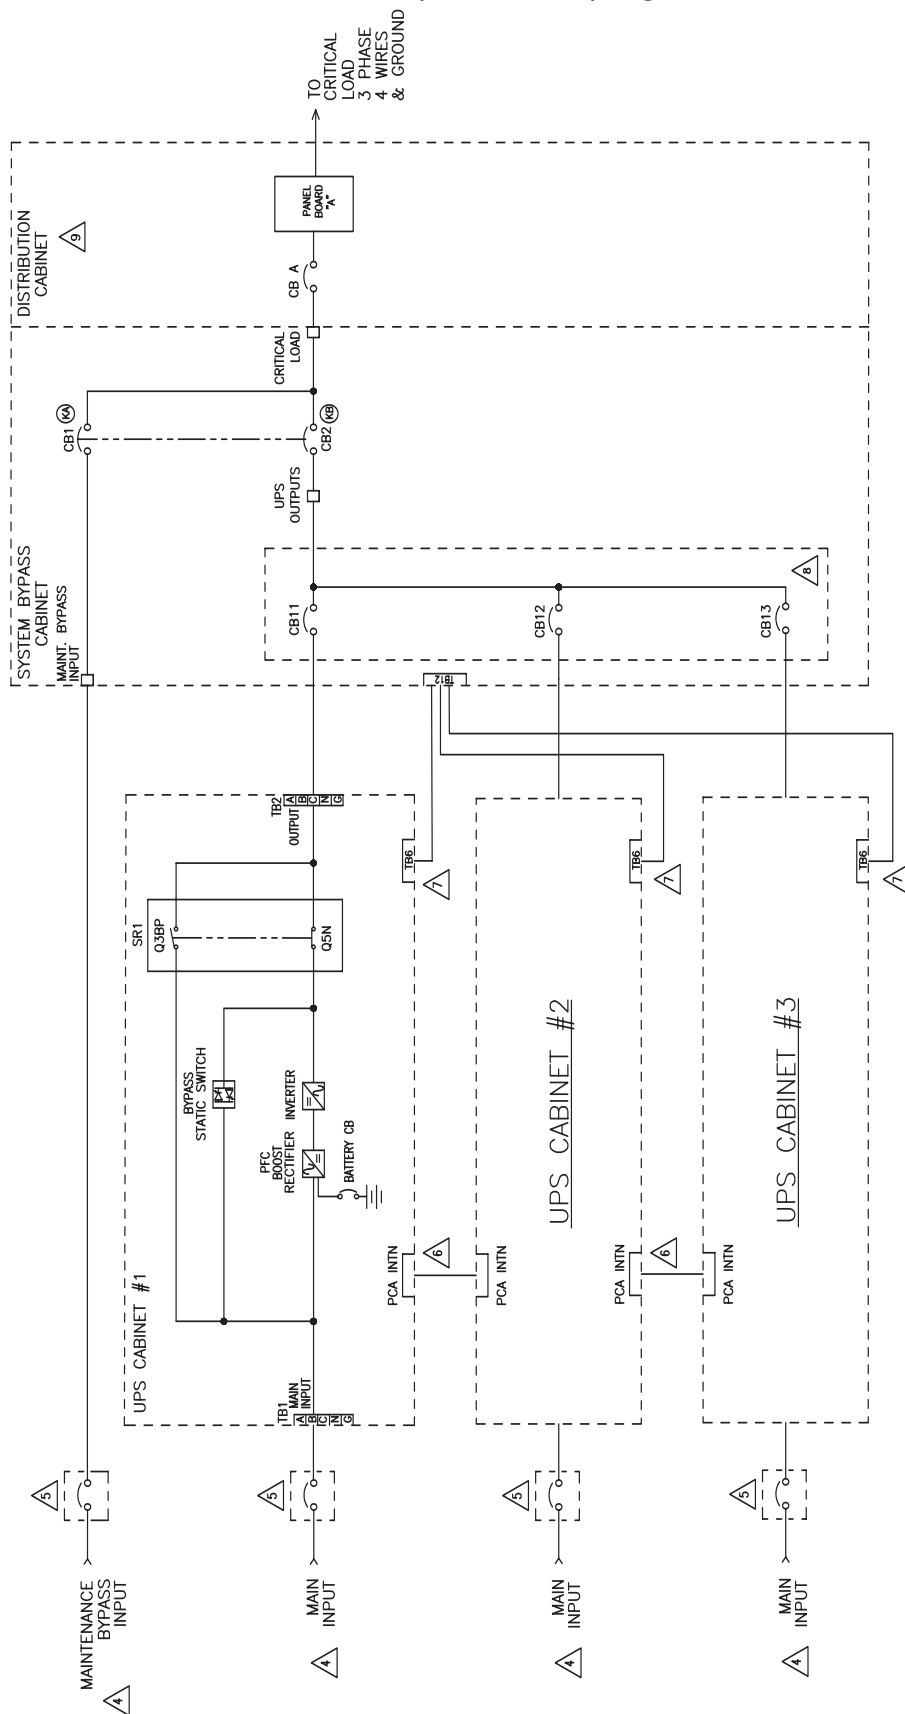 DISTRIBUTION
CABINET
9
TO
CRITICAL
LOAD
3 PHASE
4 WIRES
& GROUND
PANEL
BOARD
"A"
CB A
CRITICAL
LOAD
SYSTEM BYPASS
CABINET
MAINT. BYPASS
INPUT
CB1
KA
CB2
KB
UPS
OUTPUTS
CB11
CB12
CB13
8
TB12
UPS CABINET #1
TB2
OUTPUT
A
B
C
N
G
SR1
Q3BP
Q5N
BYPASS
STATIC SWITCH
INVERTER
PFC
BOOST
RECTIFIER
BATTERY CB
TB1
MAIN
INPUT
A
B
C
N
G
TB6
7
PCA INTN
6
PCA INTN
UPS CABINET #2
TB6
7
PCA INTN
6
PCA INTN
UPS CABINET #3
TB6
7
5
MAINTENANCE
BYPASS
INPUT
4
5
MAIN
INPUT
4
5
MAIN
INPUT
4
5
MAIN
INPUT
4